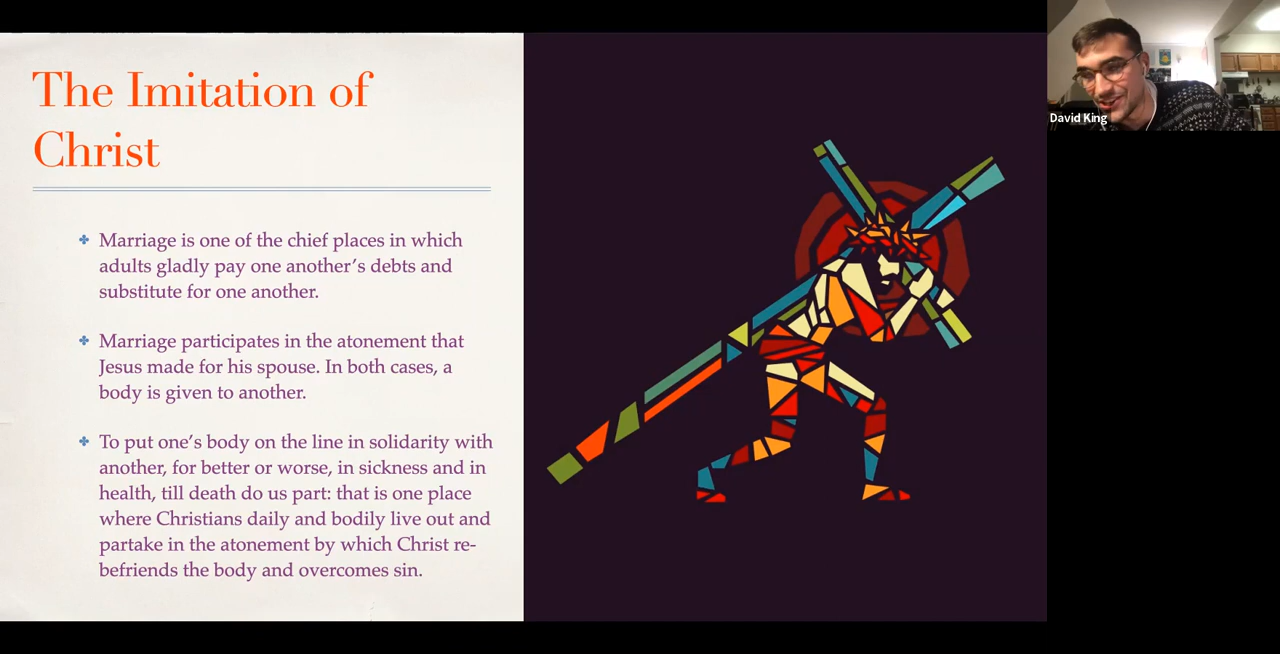 The Imitation of
Christ
Marriage is one of the chief places in which
adults gladly pay one another’s debts and
substitute for one another.
Marriage participates in the atonement that
Jesus made for his spouse. In both cases, a
body is given to another.
To put one’s body on the line in solidarity with
another, for better or worse, in sickness and in
health, till death do us part: that is one place
where Christians daily and bodily live out and
partake in the atonement by which Christ re-
befriends the body and overcomes sin.
David King